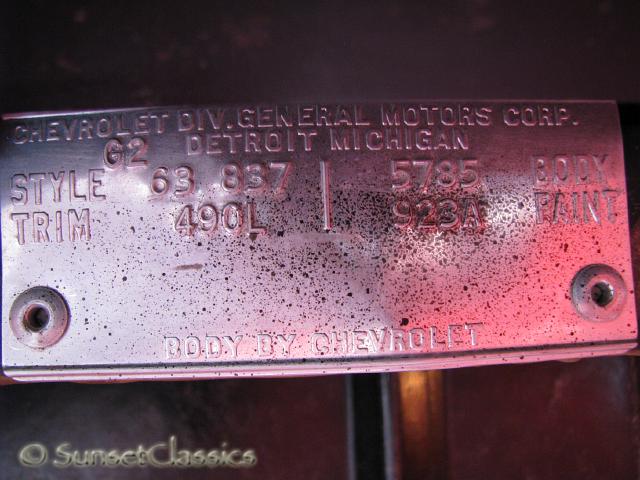 CHEVROLET DIV. GENERAL MOTORS CORP.
G2 DETROIT MICHIGAN
STYLE 63 837 | 5785 BODY
TRIM 490L | 923A PAINT
BODY BY CHEVROLET
© SunsetClassics